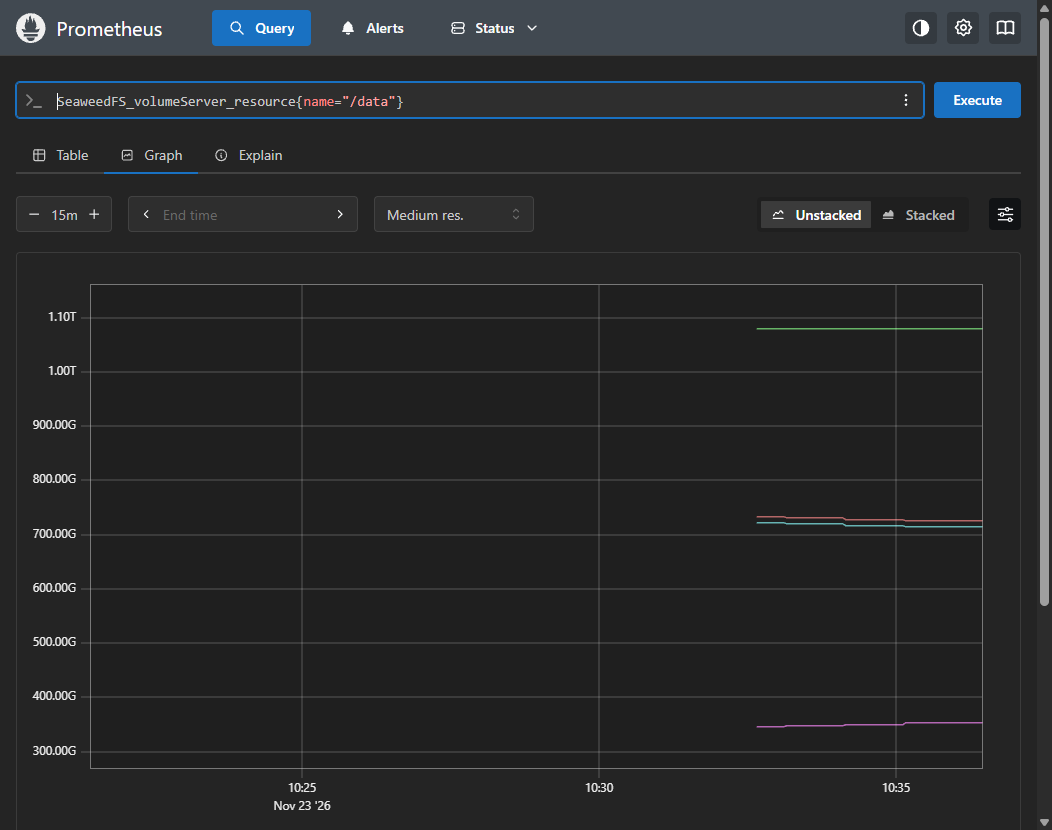 Prometheus Query Alerts Status
SeaweedFS_volumeServer_resource{name="/data"} Execute
Table Graph Explain
15m End time Medium res. Unstacked Stacked
1.10T
1.00T
900.00G
800.00G
700.00G
600.00G
500.00G
400.00G
300.00G
10:25 10:30 10:35
Nov 23 '26